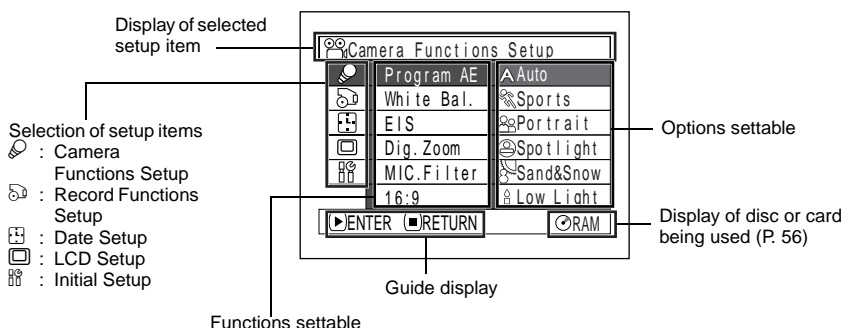 Display of selected
setup item
Camera Functions Setup
Program AE
White Bal.
EIS
Dig.Zoom
MIC.Filter
16:9
Auto
Sports
Portrait
Spotlight
Sand&Snow
Low Light
ENTER RETURN
RAM
Selection of setup items
: Camera
Functions Setup
: Record Functions
Setup
: Date Setup
: LCD Setup
: Initial Setup
Options settable
Display of disc or card
being used (P. 56)
Guide display
Functions settable